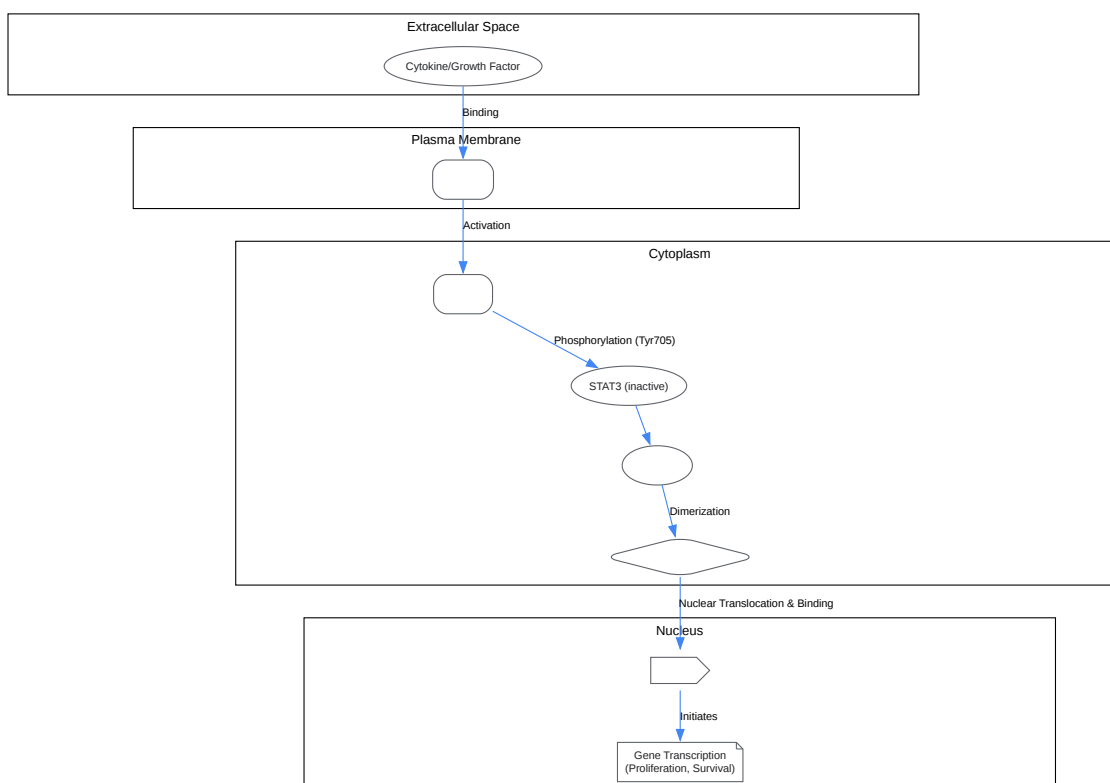 Extracellular Space
Cytokine/Growth Factor
Binding
Plasma Membrane
Activation
Cytoplasm
Phosphorylation (Tyr705)
STAT3 (inactive)
Dimerization
Nuclear Translocation & Binding
Nucleus
Initiates
Gene Transcription
(Proliferation, Survival)